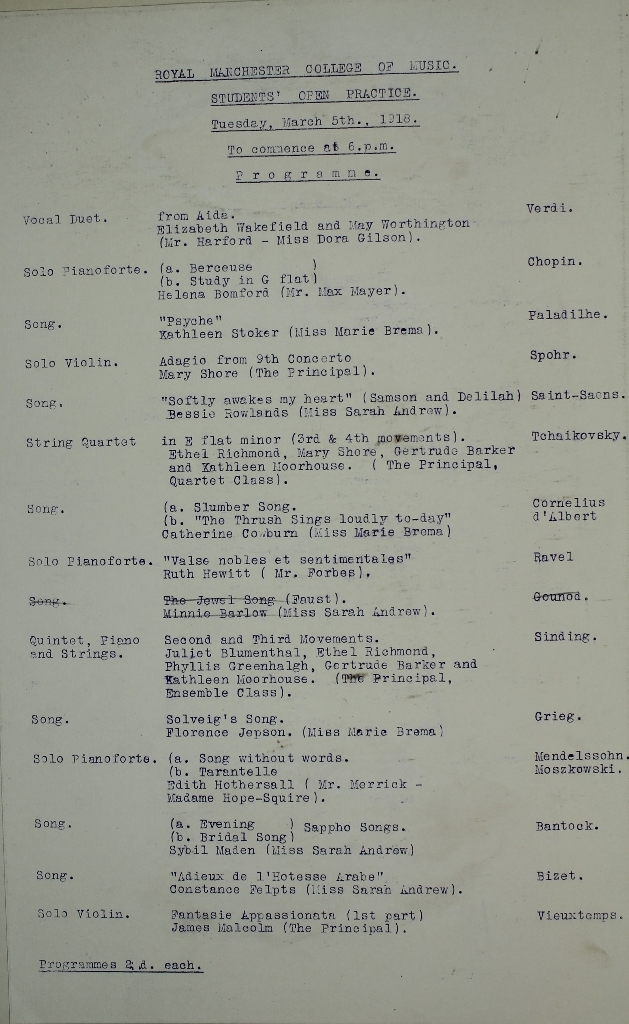 ROYAL MANCHESTER COLLEGE OF MUSIC.
STUDENTS' OPEN PRACTICE.
Tuesday, March 5th., 1918.
To commence at 6.p.m.
P r o g r a m m e.
Vocal Duet. from Aida. Verdi.
Elizabeth Wakefield and May Worthington
(Mr. Harford - Miss Dora Gilson).
Solo Pianoforte. (a. Berceuse ) Chopin.
(b. Study in G flat)
Helena Bomford (Mr. Max Mayer).
Song. "Psyche" Paladilhe.
Kathleen Stoker (Miss Marie Brema).
Solo Violin. Adagio from 9th Concerto Spohr.
Mary Shore (The Principal).
Song. "Softly awakes my heart" (Samson and Delilah) Saint-Saens.
Bessie Rowlands (Miss Sarah Andrew).
String Quartet in E flat minor (3rd & 4th movements). Tchaikovsky.
Ethel Richmond, Mary Shore, Gertrude Barker
and Kathleen Moorhouse. ( The Principal,
Quartet Class).
Song. (a. Slumber Song. Cornelius
(b. "The Thrush Sings loudly to-day" d'Albert
Catherine Cowburn (Miss Marie Brema)
Solo Pianoforte. "Valse nobles et sentimentales" Ravel
Ruth Hewitt ( Mr. Forbes).
Song. The Jewel Song (Faust). Gounod.
Minnie Barlow (Miss Sarah Andrew).
Quintet, Piano Second and Third Movements. Sinding.
and Strings. Juliet Blumenthal, Ethel Richmond,
Phyllis Greenhalgh, Gertrude Barker and
Kathleen Moorhouse. (The Principal,
Ensemble Class).
Song. Solveig's Song. Grieg.
Florence Jepson. (Miss Marie Brema)
Solo Pianoforte. (a. Song without words. Mendelssohn.
(b. Tarantelle Moszkowski.
Edith Hothersall ( Mr. Merrick -
Madame Hope-Squire).
Song. (a. Evening ) Sappho Songs. Bantock.
(b. Bridal Song)
Sybil Maden (Miss Sarah Andrew)
Song. "Adieux de l'Hotesse Arabe" Bizet.
Constance Felpts (Miss Sarah Andrew).
Solo Violin. Fantasie Appassionata (1st part) Vieuxtemps.
James Malcolm (The Principal).
Programmes 2.d. each.